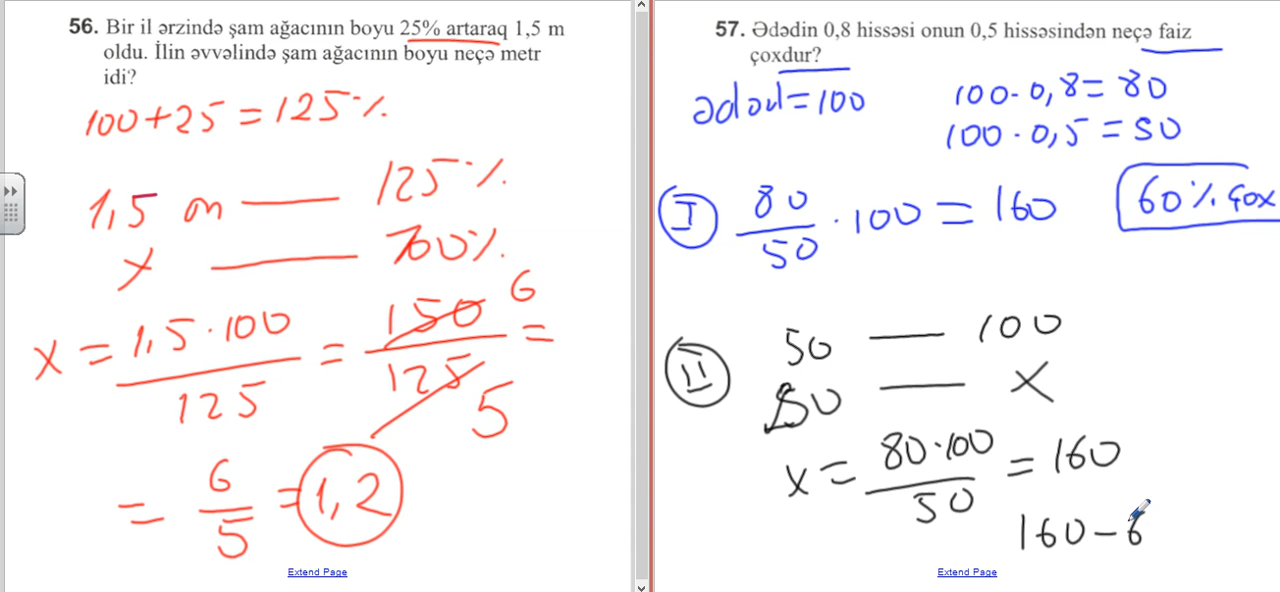 56. Bir il ərzində şam ağacının boyu 25% artaraq 1,5 m
oldu. İlin əvvəlində şam ağacının boyu neçə metr
idi?
100+25=125%
1,5 m — 125%
x — 100%
x = 1,5·100/125 = 150/125 = 6/5
= 6/5 = 1,2
Extend Page
57. Ədədin 0,8 hissəsi onun 0,5 hissəsindən neçə faiz
çoxdur?
ədəd=100
100·0,8=80
100·0,5=50
I 80/50 · 100 = 160 60% çox
II 50 — 100
80 — x
x = 80·100/50 = 160
160-6
Extend Page